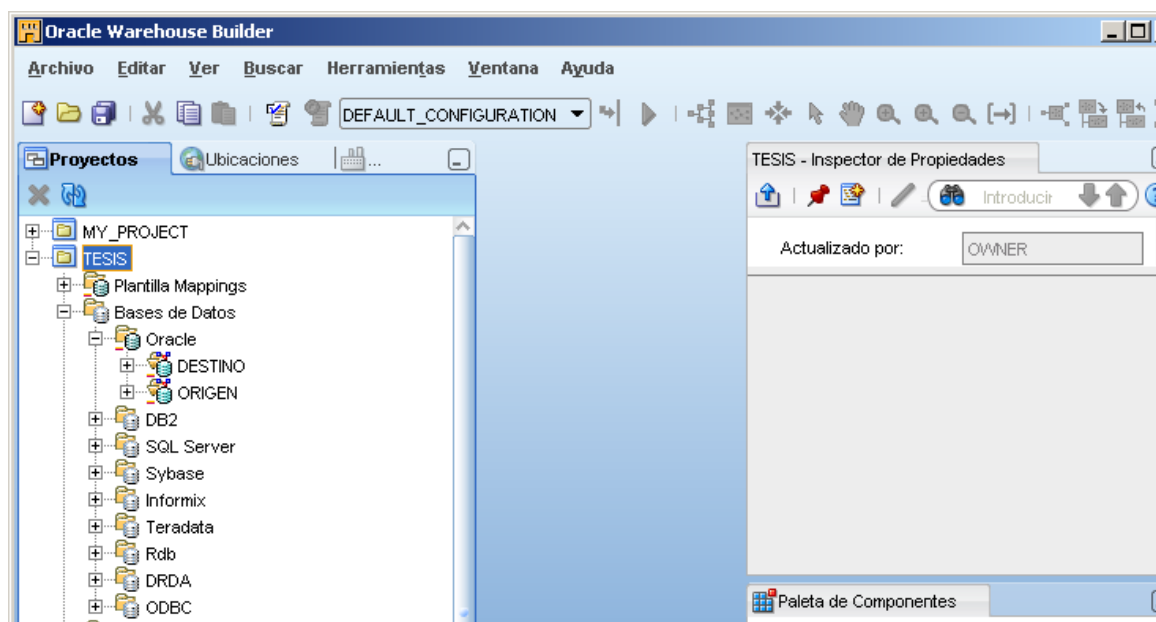 Oracle Warehouse Builder
Archivo Editar Ver Buscar Herramientas Ventana Ayuda
DEFAULT_CONFIGURATION
Proyectos Ubicaciones ...
TESIS - Inspector de Propiedades
Introducir
MY_PROJECT
TESIS
Actualizado por: OWNER
Plantilla Mappings
Bases de Datos
Oracle
DESTINO
ORIGEN
DB2
SQL Server
Sybase
Informix
Teradata
Rdb
DRDA
ODBC
Paleta de Componentes